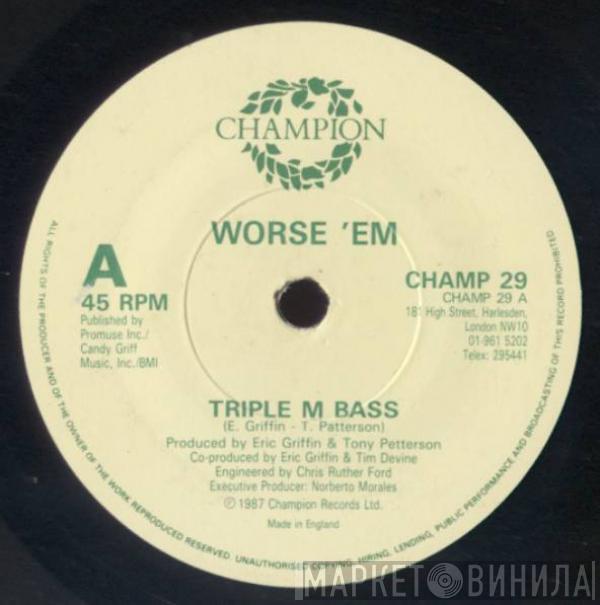 CHAMPION
WORSE 'EM
A
45 RPM
Published by
Promuse Inc./
Candy Griff
Music, Inc./BMI
CHAMP 29
CHAMP 29 A
181 High Street, Harlesden,
London NW10
01-961 5202
Telex: 295441
TRIPLE M BASS
(E. Griffin - T. Patterson)
Produced by Eric Griffin & Tony Petterson
Co-produced by Eric Griffin & Tim Devine
Engineered by Chris Ruther Ford
Executive Producer: Norberto Morales
℗ © 1987 Champion Records Ltd.
Made in England
ALL RIGHTS OF THE PRODUCER AND OF THE OWNER OF THE WORK REPRODUCED RESERVED. UNAUTHORISED COPYING, HIRING, LENDING, PUBLIC PERFORMANCE AND BROADCASTING OF THIS RECORD PROHIBITED
МАРКЕТ ВИНИЛА